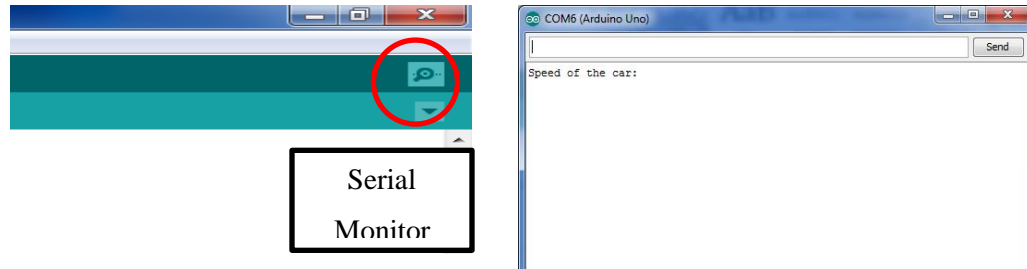 Serial
Monitor
COM6 (Arduino Uno)
Send
Speed of the car: